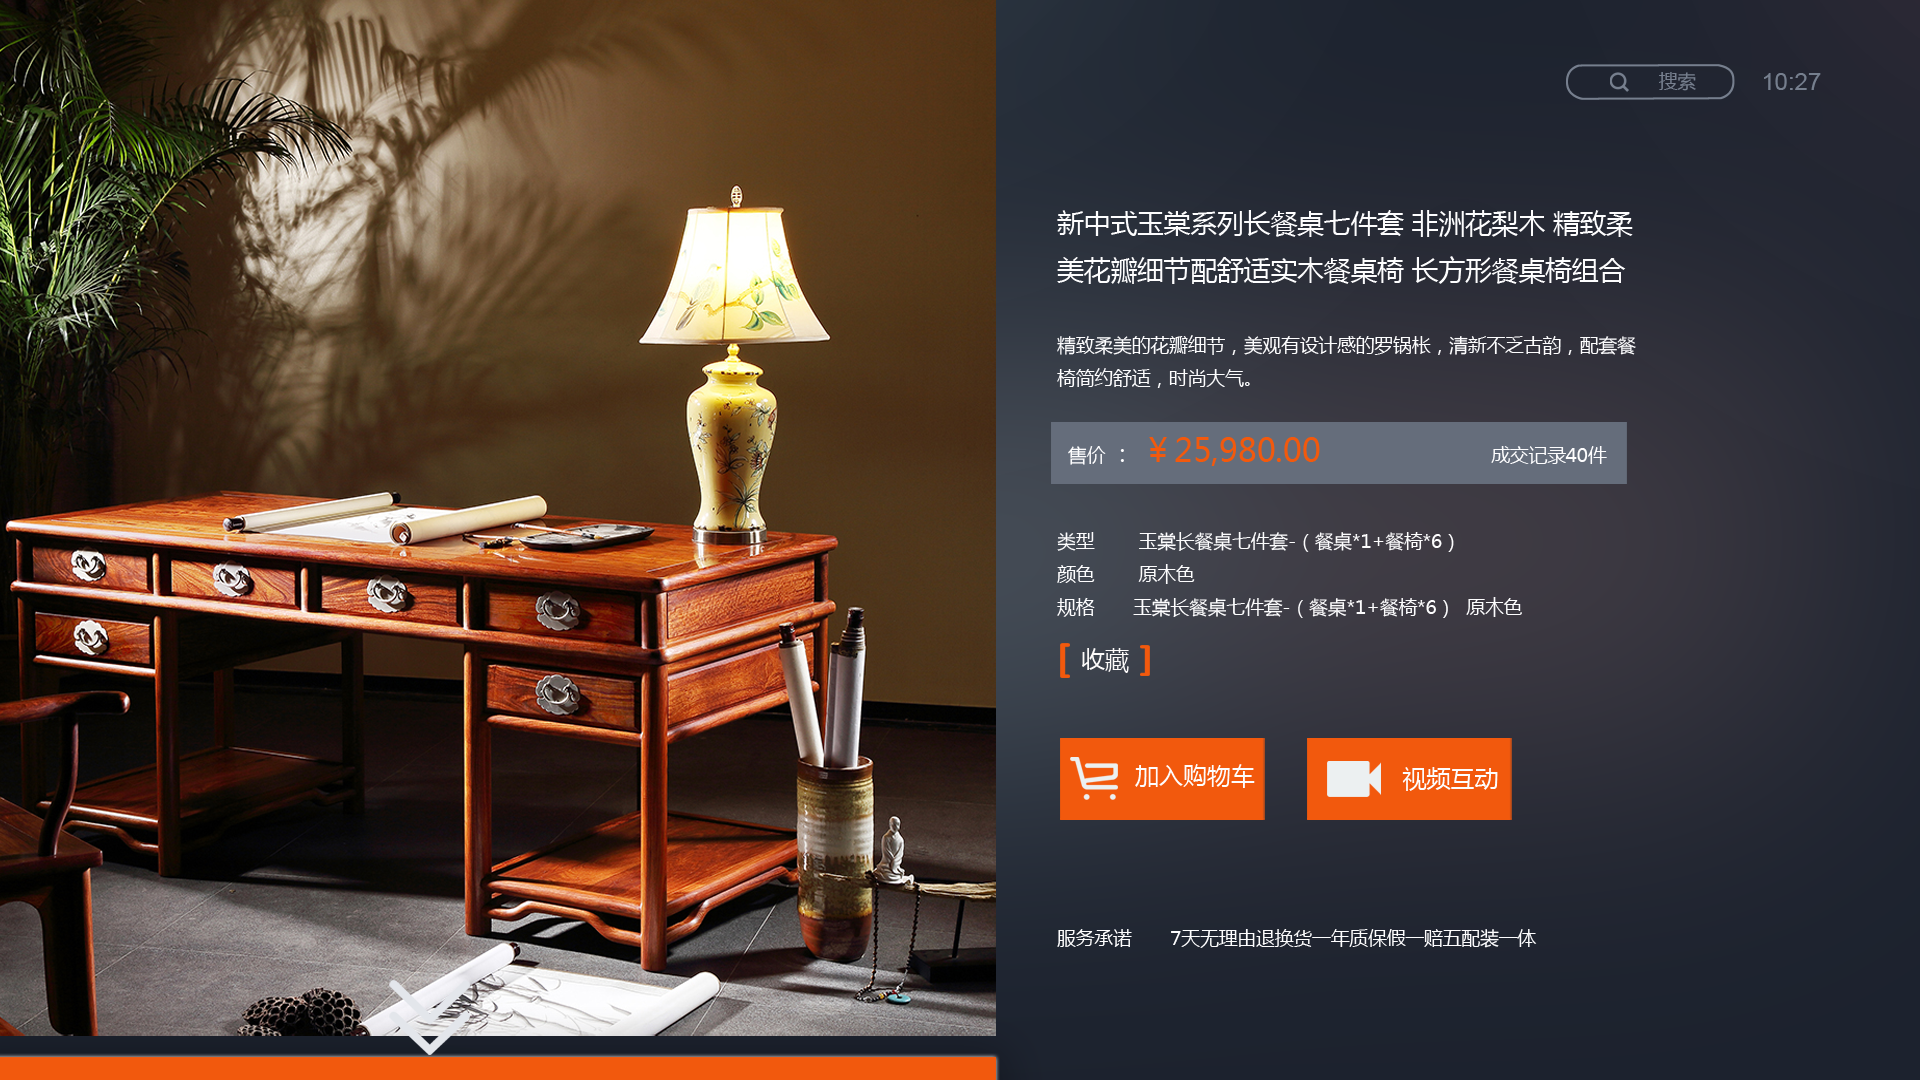 搜索 10:27
新中式玉棠系列长餐桌七件套 非洲花梨木 精致柔
美花瓣细节配舒适实木餐桌椅 长方形餐桌椅组合
精致柔美的花瓣细节，美观有设计感的罗锅枨，清新不乏古韵，配套餐
椅简约舒适，时尚大气。
售价 ： ¥ 25,980.00 成交记录40件
类型 玉棠长餐桌七件套-（餐桌*1+餐椅*6）
颜色 原木色
规格 玉棠长餐桌七件套-（餐桌*1+餐椅*6） 原木色
[ 收藏 ]
加入购物车 视频互动
服务承诺 7天无理由退换货一年质保假一赔五配装一体